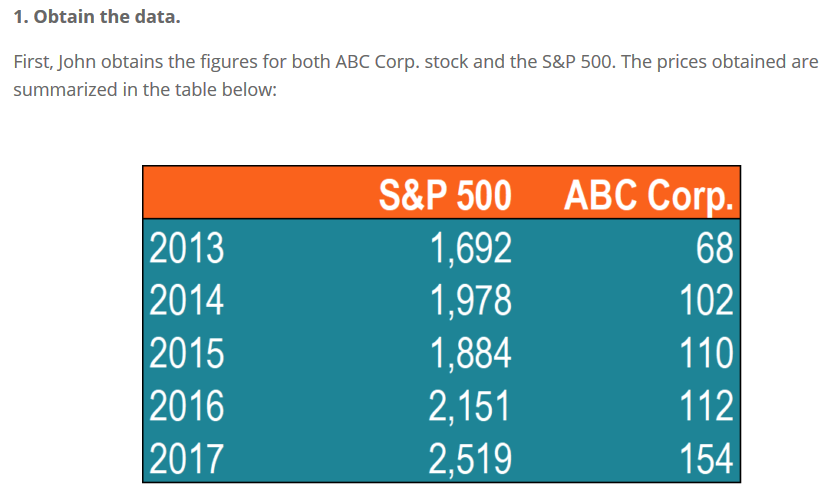 1. Obtain the data.
First, John obtains the figures for both ABC Corp. stock and the S&P 500. The prices obtained are
summarized in the table below:
S&P 500 ABC Corp.
2013 1,692 68
2014 1,978 102
2015 1,884 110
2016 2,151 112
2017 2,519 154